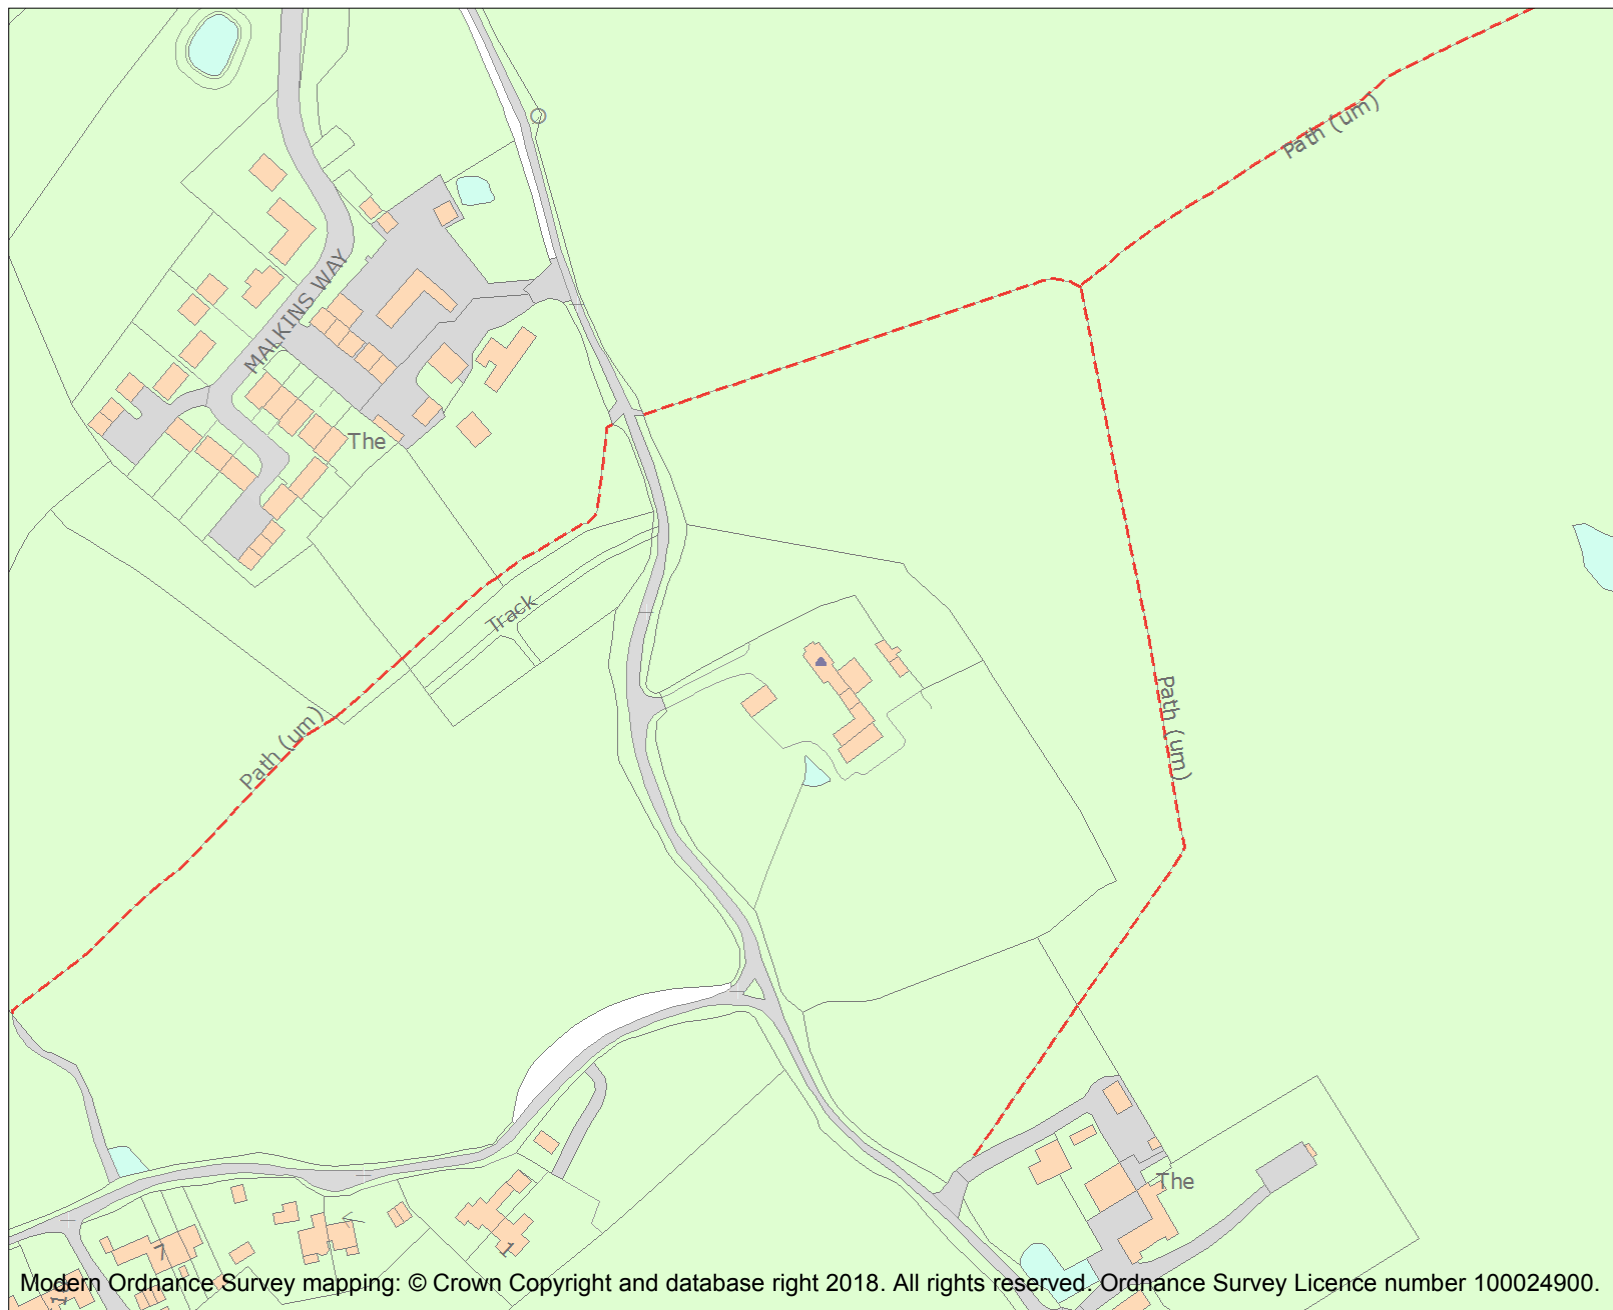 Path (um)
MALKINS WAY
The
Track
Path (um)
Path (um)
The
7
1
Modern Ordnance Survey mapping: © Crown Copyright and database right 2018. All rights reserved. Ordnance Survey Licence number 100024900.